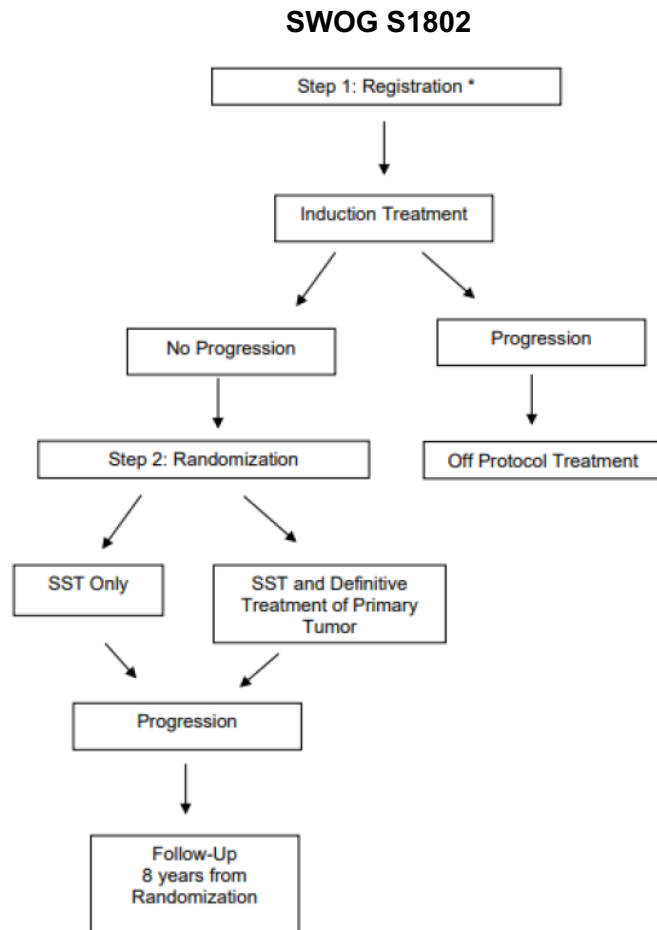 SWOG S1802
Step 1: Registration *
Induction Treatment
No Progression
Progression
Step 2: Randomization
Off Protocol Treatment
SST Only
SST and Definitive
Treatment of Primary
Tumor
Progression
Follow-Up
8 years from
Randomization